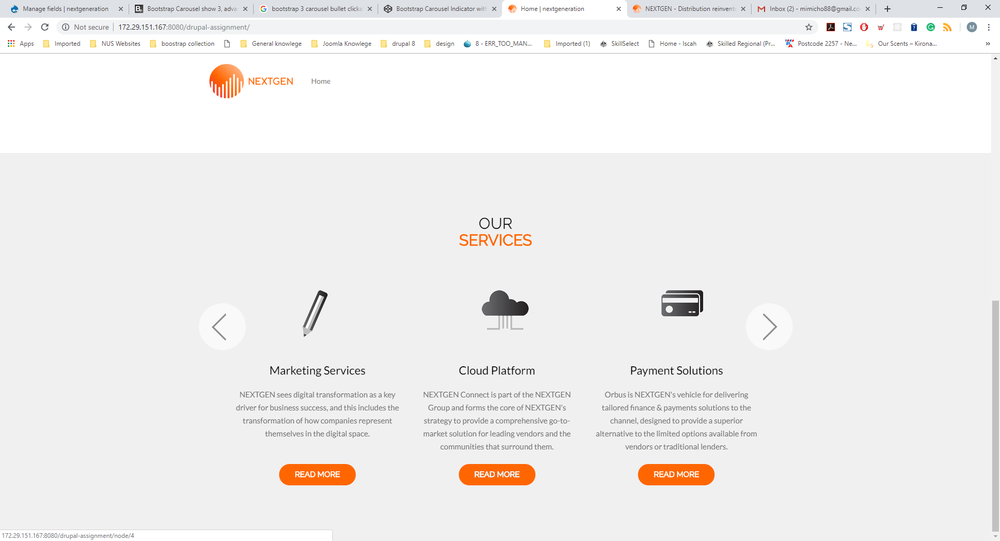 Manage fields | nextgeneration
Bootstrap Carousel show 3, adva
bootstrap 3 carousel bullet clicka
Bootstrap Carousel Indicator with
Home | nextgeneration
NEXTGEN - Distribution reinvente
Inbox (2) - mimicho88@gmail.co
Not secure
172.29.151.167:8080/drupal-assignment/
M
Apps
Imported
NUS Websites
boostrap collection
General knowlege
Joomla Knowlege
drupal 8
design
8 - ERR_TOO_MAN...
Imported (1)
SkillSelect
Home - Iscah
Skilled Regional (Pr...
Postcode 2257 - Ne...
Our Scents – Kirona...
NEXTGEN
Home
OUR
SERVICES
Marketing Services
NEXTGEN sees digital transformation as a key
driver for business success, and this includes the
transformation of how companies represent
themselves in the digital space.
READ MORE
Cloud Platform
NEXTGEN Connect is part of the NEXTGEN
Group and forms the core of NEXTGEN's
strategy to provide a comprehensive go-to-
market solution for leading vendors and the
communities that surround them.
READ MORE
Payment Solutions
Orbus is NEXTGEN's vehicle for delivering
tailored finance & payments solutions to the
channel, designed to provide a superior
alternative to the limited options available from
vendors or traditional lenders.
READ MORE
172.29.151.167:8080/drupal-assignment/node/4